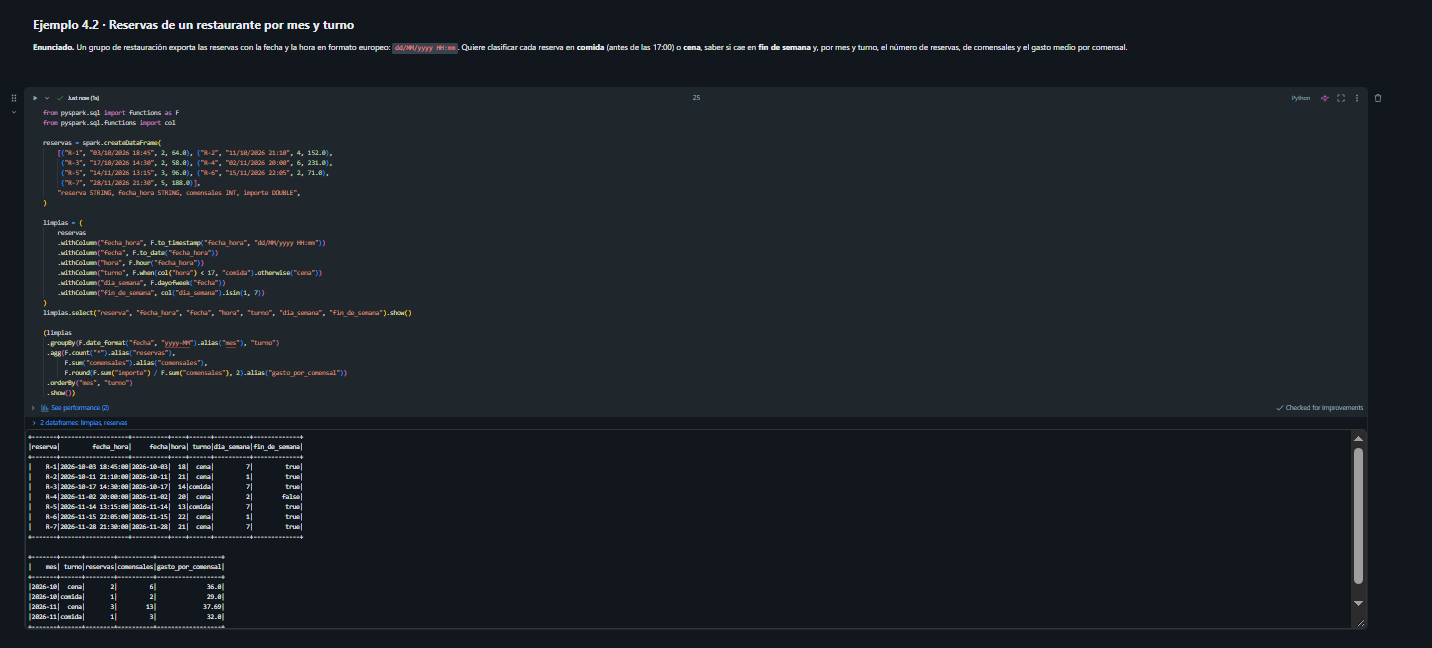 Ejemplo 4.2 · Reservas de un restaurante por mes y turno
Enunciado. Un grupo de restauración exporta las reservas con la fecha y la hora en formato europeo: dd/MM/yyyy HH:mm. Quiere clasificar cada reserva en comida (antes de las 17:00) o cena, saber si cae en fin de semana y, por mes y turno, el número de reservas, de comensales y el gasto medio por comensal.
Just now (1s)
25
Python
from pyspark.sql import functions as F
from pyspark.sql.functions import col
reservas = spark.createDataFrame(
    [("R-1", "03/10/2026 18:45", 2, 64.0), ("R-2", "11/10/2026 21:10", 4, 152.0),
     ("R-3", "17/10/2026 14:30", 2, 58.0), ("R-4", "02/11/2026 20:00", 6, 231.0),
     ("R-5", "14/11/2026 13:15", 3, 96.0), ("R-6", "15/11/2026 22:05", 2, 71.0),
     ("R-7", "28/11/2026 21:30", 5, 188.0)],
    "reserva STRING, fecha_hora STRING, comensales INT, importe DOUBLE",
)
limpias = (
    reservas
    .withColumn("fecha_hora", F.to_timestamp("fecha_hora", "dd/MM/yyyy HH:mm"))
    .withColumn("fecha", F.to_date("fecha_hora"))
    .withColumn("hora", F.hour("fecha_hora"))
    .withColumn("turno", F.when(col("hora") < 17, "comida").otherwise("cena"))
    .withColumn("dia_semana", F.dayofweek("fecha"))
    .withColumn("fin_de_semana", col("dia_semana").isin(1, 7))
)
limpias.select("reserva", "fecha_hora", "fecha", "hora", "turno", "dia_semana", "fin_de_semana").show()
(limpias
 .groupBy(F.date_format("fecha", "yyyy-MM").alias("mes"), "turno")
 .agg(F.count("*").alias("reservas"),
      F.sum("comensales").alias("comensales"),
      F.round(F.sum("importe") / F.sum("comensales"), 2).alias("gasto_por_comensal"))
 .orderBy("mes", "turno")
 .show())
See performance (2)
Checked for improvements
2 dataframes: limpias, reservas
+-------+-------------------+----------+----+------+----------+-------------+
|reserva|         fecha_hora|     fecha|hora| turno|dia_semana|fin_de_semana|
+-------+-------------------+----------+----+------+----------+-------------+
|    R-1|2026-10-03 18:45:00|2026-10-03|  18|  cena|         7|         true|
|    R-2|2026-10-11 21:10:00|2026-10-11|  21|  cena|         1|         true|
|    R-3|2026-10-17 14:30:00|2026-10-17|  14|comida|         7|         true|
|    R-4|2026-11-02 20:00:00|2026-11-02|  20|  cena|         2|        false|
|    R-5|2026-11-14 13:15:00|2026-11-14|  13|comida|         7|         true|
|    R-6|2026-11-15 22:05:00|2026-11-15|  22|  cena|         1|         true|
|    R-7|2026-11-28 21:30:00|2026-11-28|  21|  cena|         7|         true|
+-------+-------------------+----------+----+------+----------+-------------+
+-------+------+--------+----------+------------------+
|    mes| turno|reservas|comensales|gasto_por_comensal|
+-------+------+--------+----------+------------------+
|2026-10|  cena|       2|         6|              36.0|
|2026-10|comida|       1|         2|              29.0|
|2026-11|  cena|       3|        13|             37.69|
|2026-11|comida|       1|         3|              32.0|
+-------+------+--------+----------+------------------+